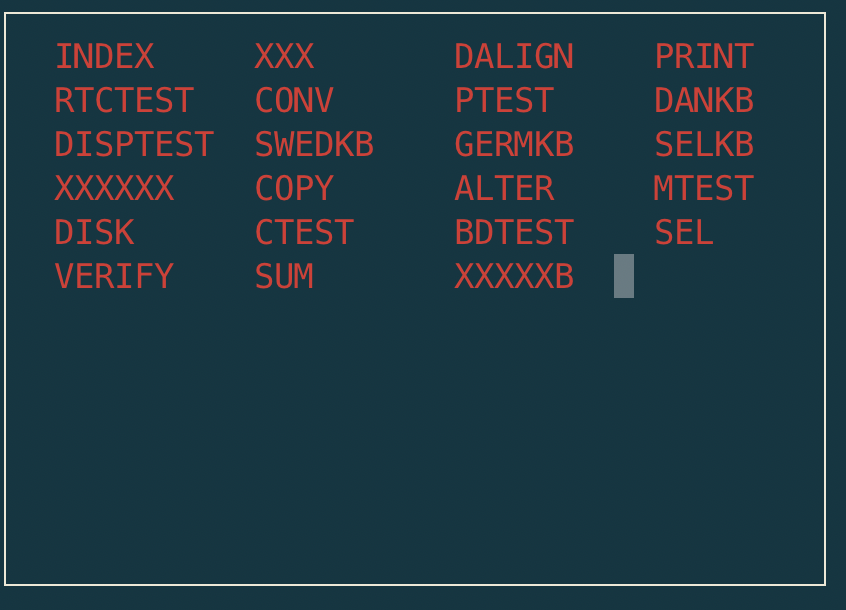 INDEX XXX DALIGN PRINT
RTCTEST CONV PTEST DANKB
DISPTEST SWEDKB GERMKB SELKB
XXXXXX COPY ALTER MTEST
DISK CTEST BDTEST SEL
VERIFY SUM XXXXXB